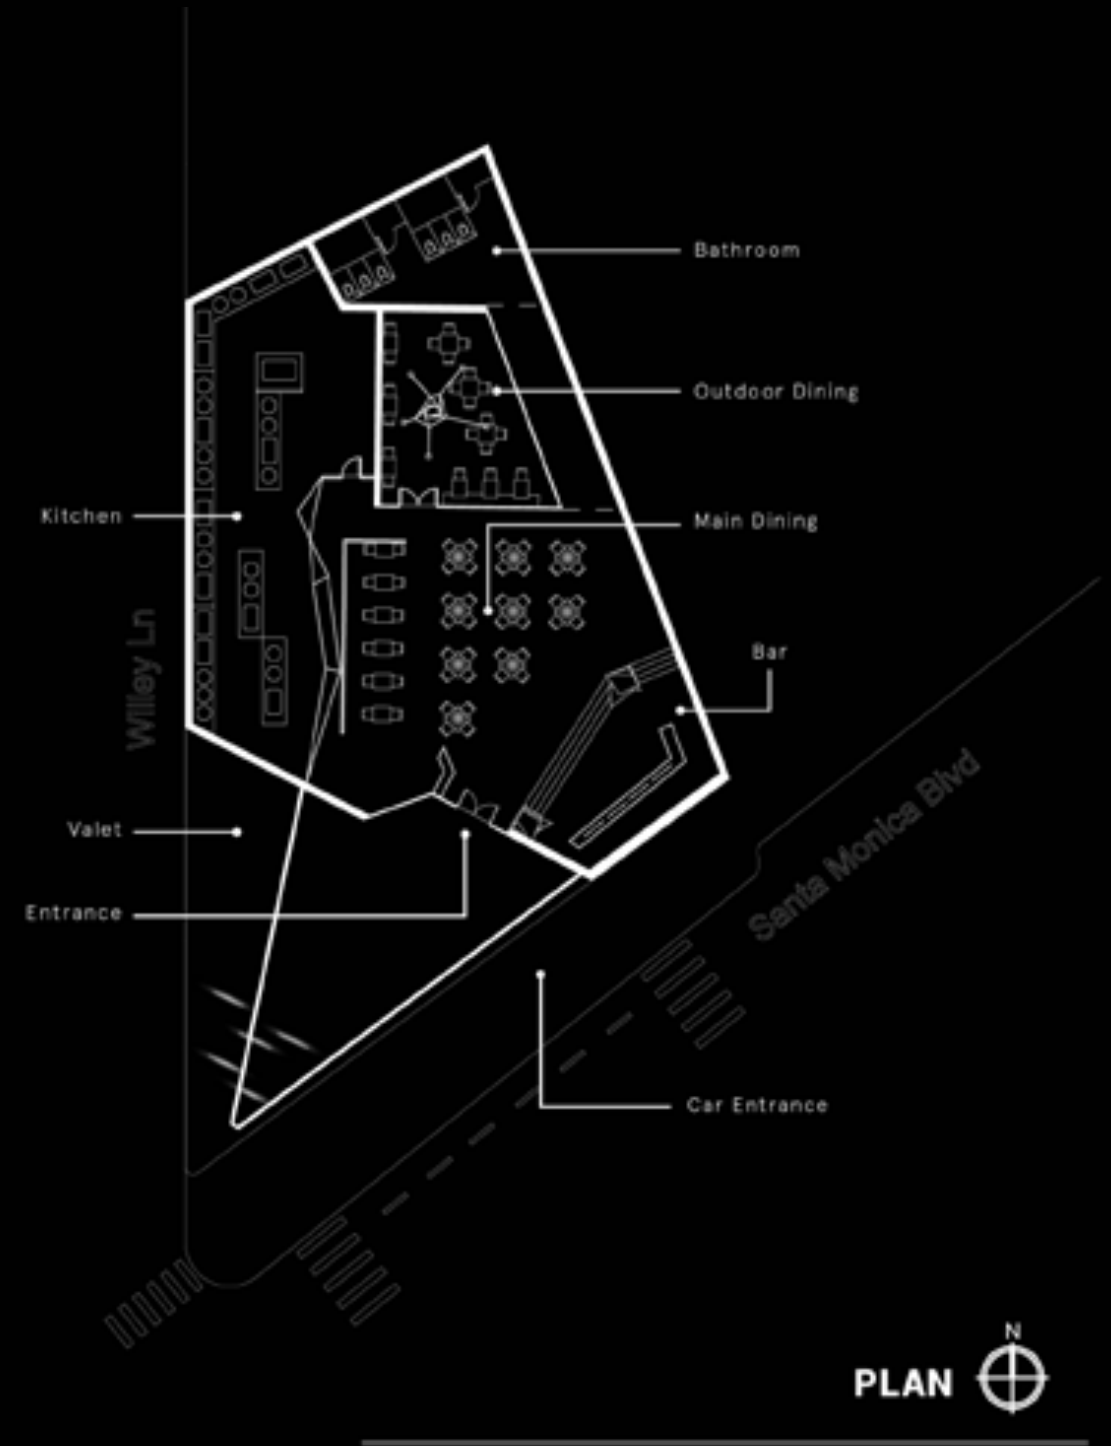 Bathroom
Outdoor Dining
Kitchen
Main Dining
Willey Ln
Bar
Santa Monica Blvd
Valet
Entrance
Car Entrance
N
PLAN